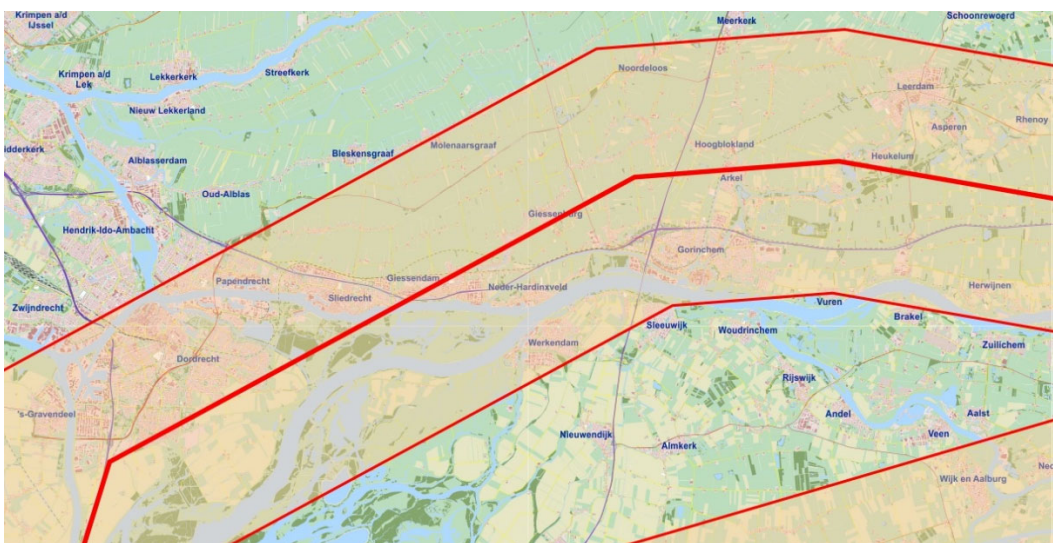 Krimpen a/d
IJssel
Meerkerk
Schoonrewoerd
Krimpen a/d
Lek
Lekkerkerk
Streefkerk
Noordeloos
Leerdam
Nieuw Lekkerland
Rhenoy
Asperen
idderkerk
Alblasserdam
Bleskensgraaf
Molenaarsgraaf
Hoogblokland
Heukelum
Arkel
Oud-Alblas
Giessenburg
Hendrik-Ido-Ambacht
Gorinchem
Papendrecht
Giessendam
Neder-Hardinxveld
Herwijnen
Sliedrecht
Zwijndrecht
Vuren
Brakel
Sleeuwijk
Woudrinchem
Werkendam
Zuilichem
Dordrecht
Rijswijk
's-Gravendeel
Andel
Aalst
Nieuwendijk
Almkerk
Veen
Ned
Wijk en Aalburg